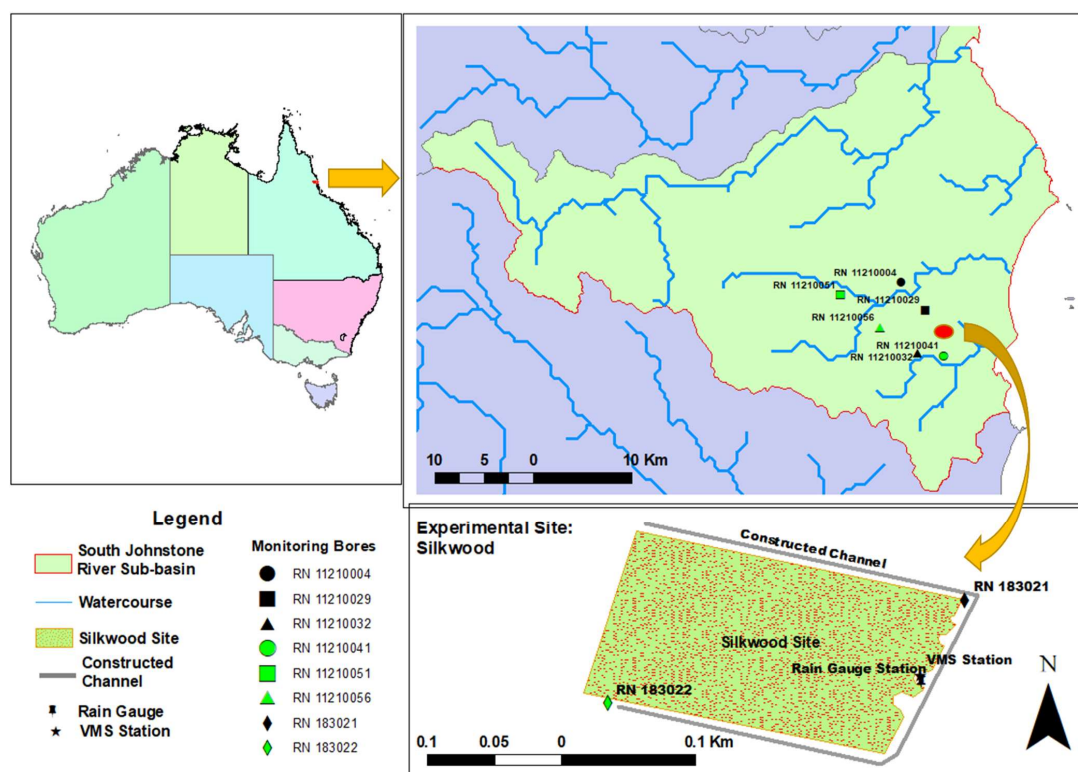 RN 11210004
RN 11210051
RN 11210029
RN 11210056
RN 11210041
RN 11210032
10 5 0 10 Km
Legend
South Johnstone
River Sub-basin
Watercourse
Silkwood Site
Constructed
Channel
Rain Gauge
VMS Station
Monitoring Bores
RN 11210004
RN 11210029
RN 11210032
RN 11210041
RN 11210051
RN 11210056
RN 183021
RN 183022
Experimental Site:
Silkwood
Constructed Channel
RN 183021
Silkwood Site
VMS Station
Rain Gauge Station
RN 183022
N
0.1 0.05 0 0.1 Km